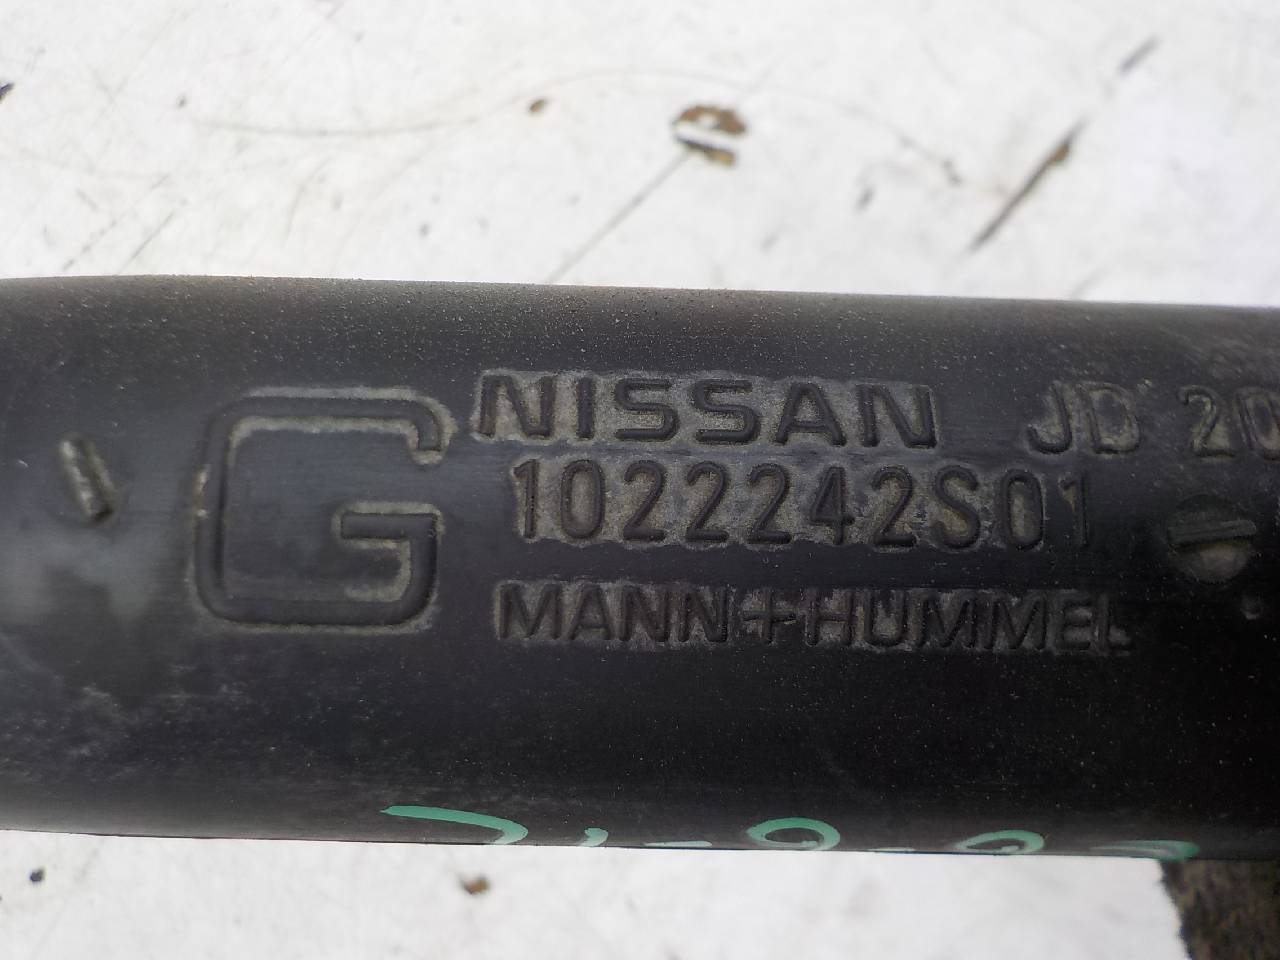 G
NISSAN JD 20
1022242S01
MANN+HUMMEL